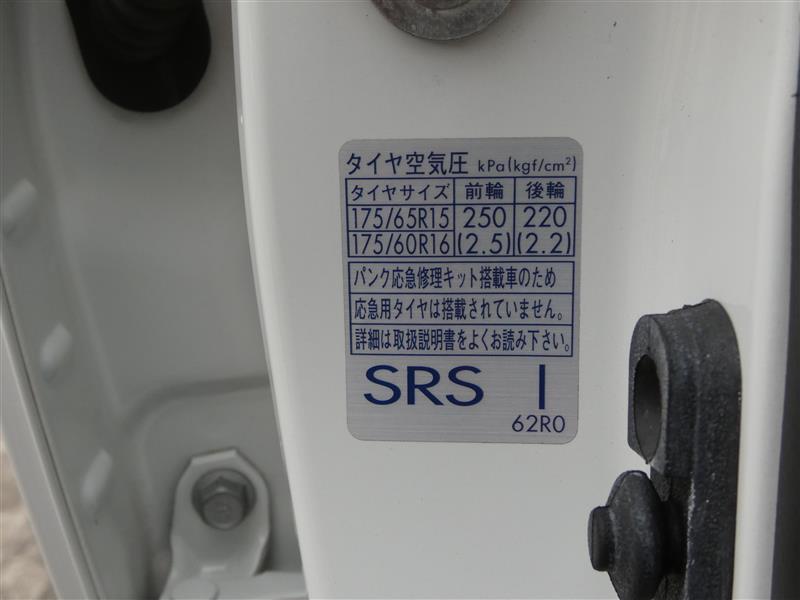 タイヤ空気圧 kPa(kgf/cm²)
タイヤサイズ 前輪 後輪
175/65R15 250 220
175/60R16 (2.5) (2.2)
パンク応急修理キット搭載車のため
応急用タイヤは搭載されていません。
詳細は取扱説明書をよくお読み下さい。
SRS I
62R0